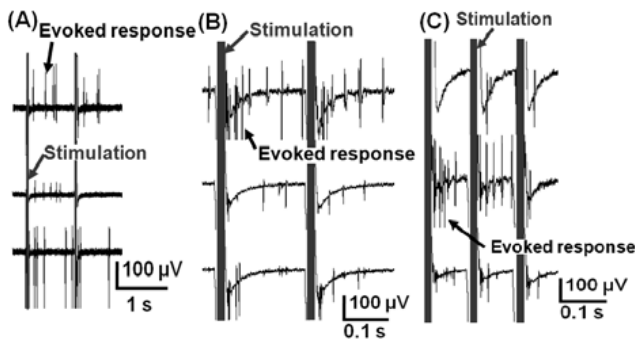 (A)
Evoked response
Stimulation
100 µV
1 s
(B)
Stimulation
Evoked response
100 µV
0.1 s
(C)
Stimulation
Evoked response
100 µV
0.1 s